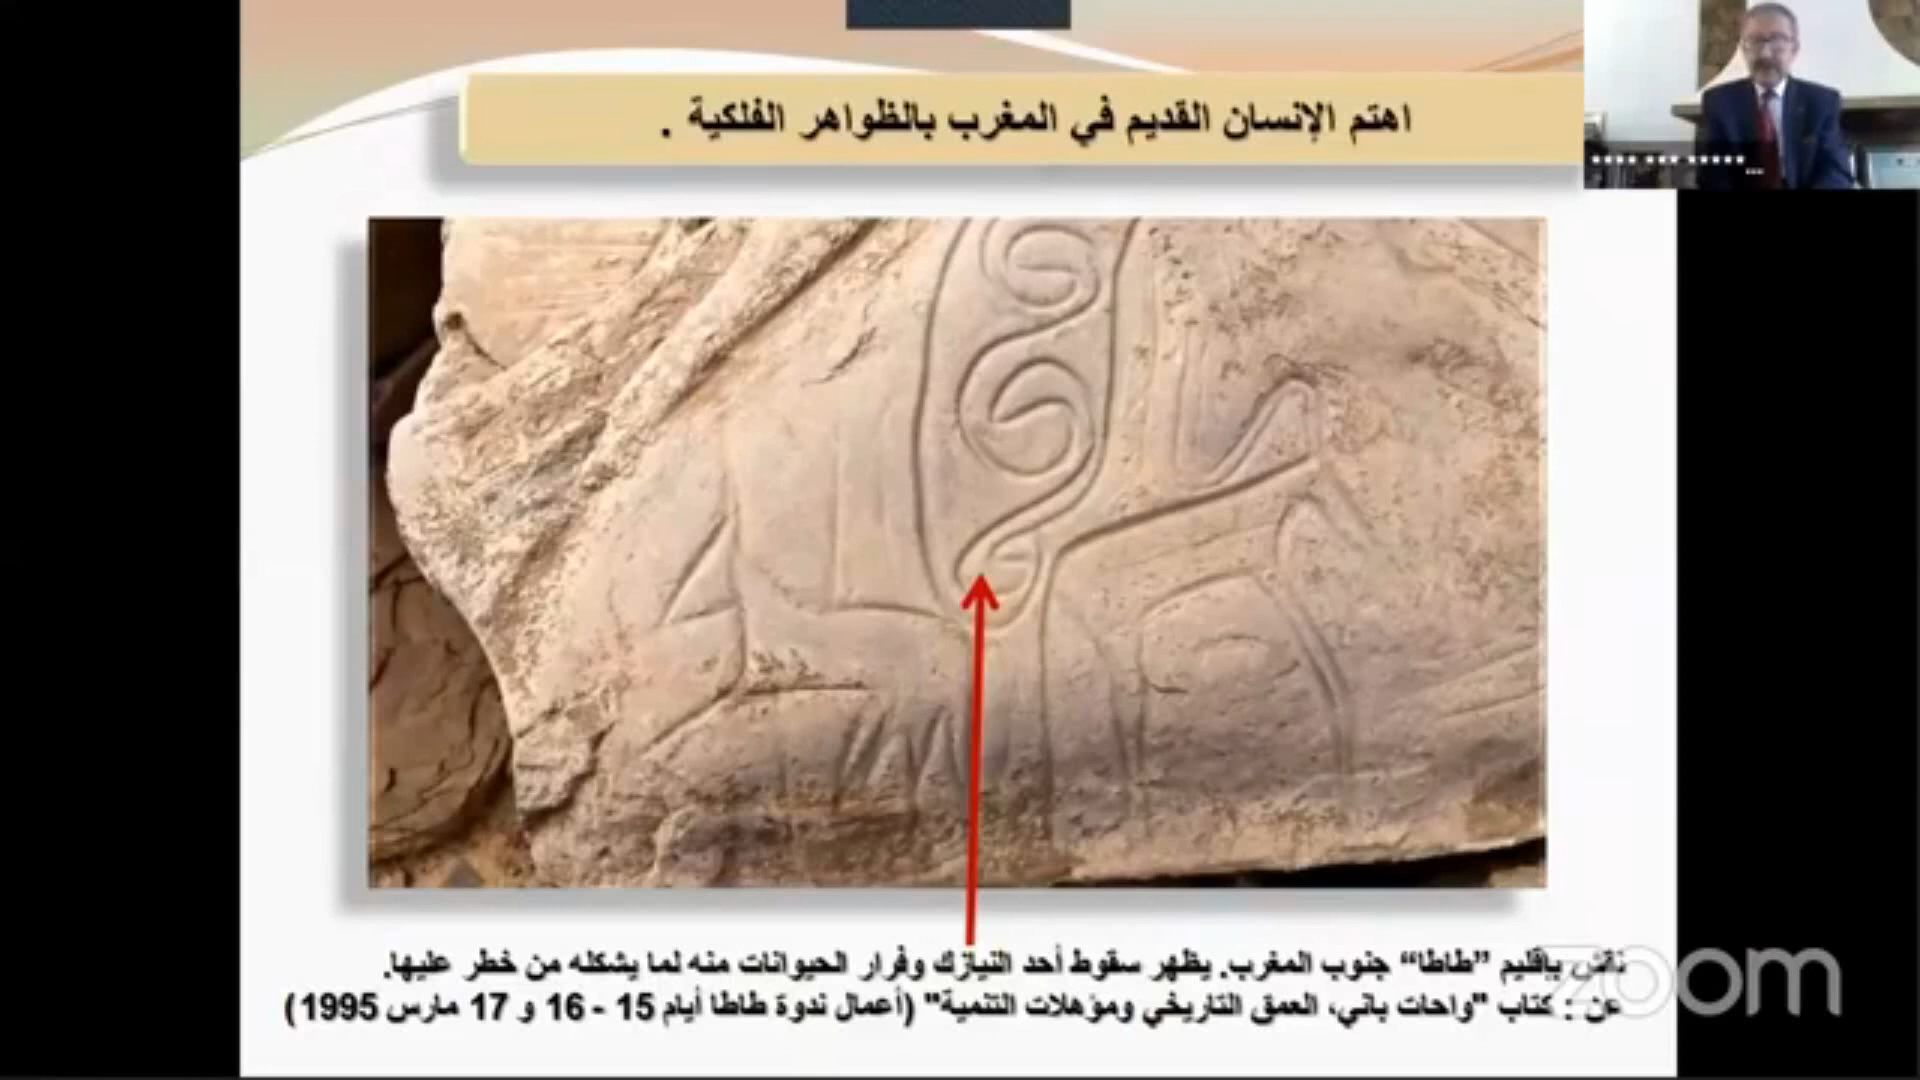 اهتم الإنسان القديم في المغرب بالظواهر الفلكية .
نقش بإقليم "طاطا" جنوب المغرب. يظهر سقوط أحد النيازك وفرار الحيوانات منه لما يشكله من خطر عليها.
عن : كتاب "واحات باني، العمق التاريخي ومؤهلات التنمية" (أعمال ندوة طاطا أيام 15 - 16 و 17 مارس 1995)
zoom